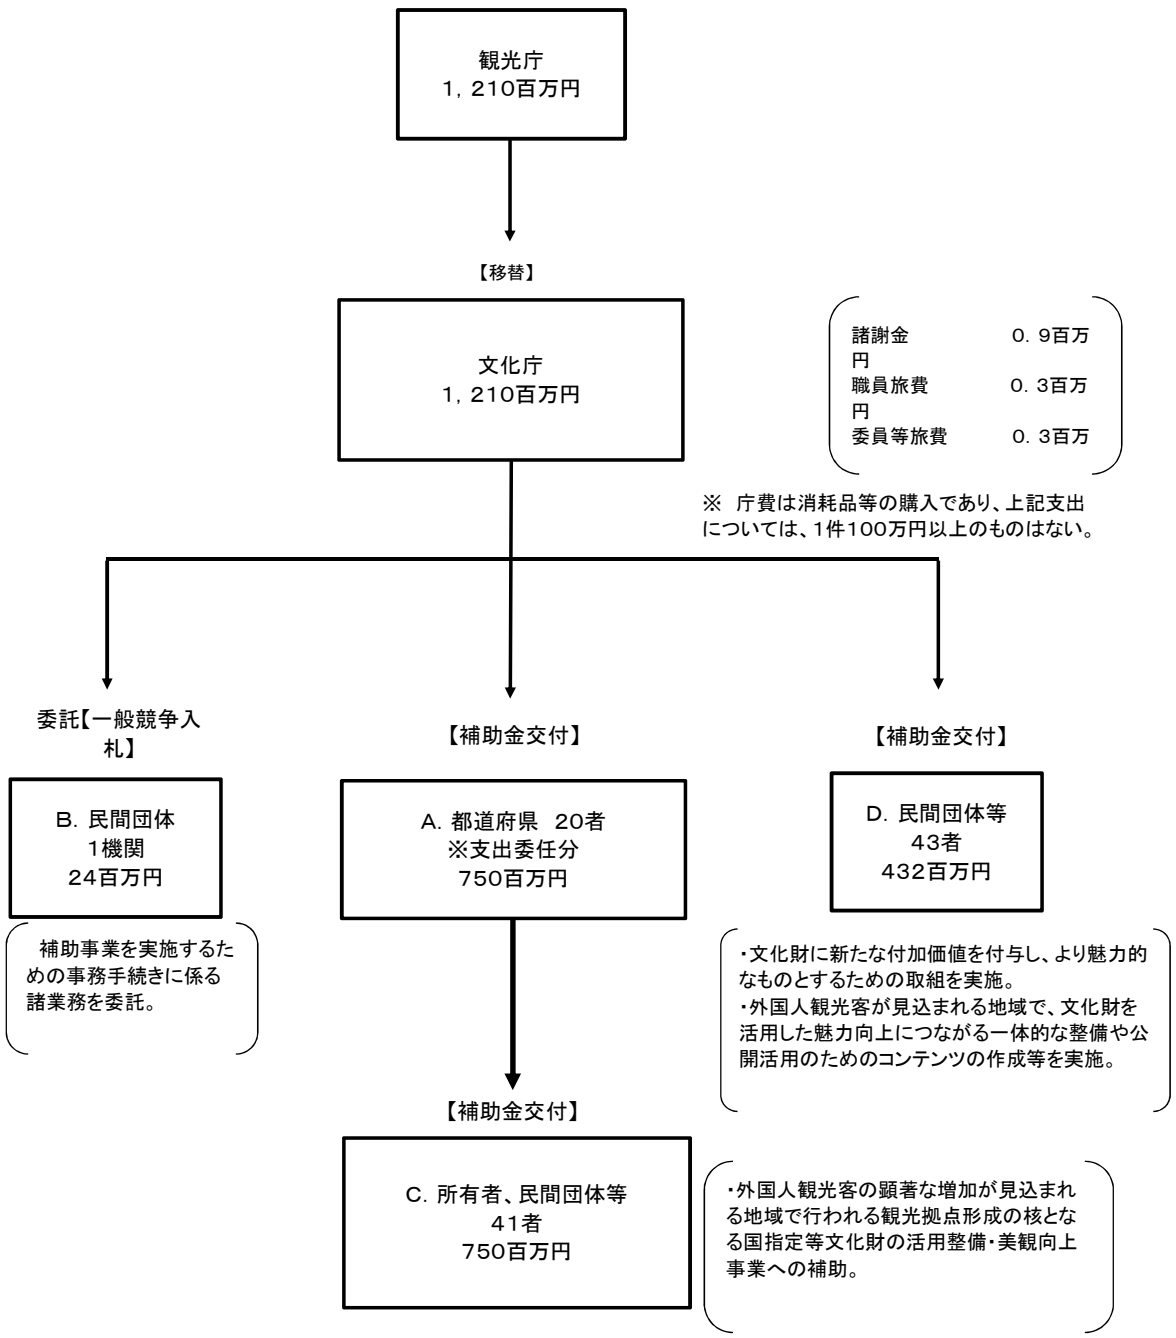 観光庁
1，210百万円
【移替】
文化庁
1，210百万円
諸謝金　　　　　0．9百万
円
職員旅費　　　　0．3百万
円
委員等旅費　　　0．3百万
※　庁費は消耗品等の購入であり、上記支出
については、1件100万円以上のものはない。
委託【一般競争入
札】
B．民間団体
1機関
24百万円
補助事業を実施するた
めの事務手続きに係る
諸業務を委託。
【補助金交付】
A．都道府県　20者
※支出委任分
750百万円
【補助金交付】
D．民間団体等
43者
432百万円
・文化財に新たな付加価値を付与し、より魅力的
なものとするための取組を実施。
・外国人観光客が見込まれる地域で、文化財を
活用した魅力向上につながる一体的な整備や公
開活用のためのコンテンツの作成等を実施。
【補助金交付】
C．所有者、民間団体等
41者
750百万円
・外国人観光客の顕著な増加が見込まれ
る地域で行われる観光拠点形成の核とな
る国指定等文化財の活用整備・美観向上
事業への補助。